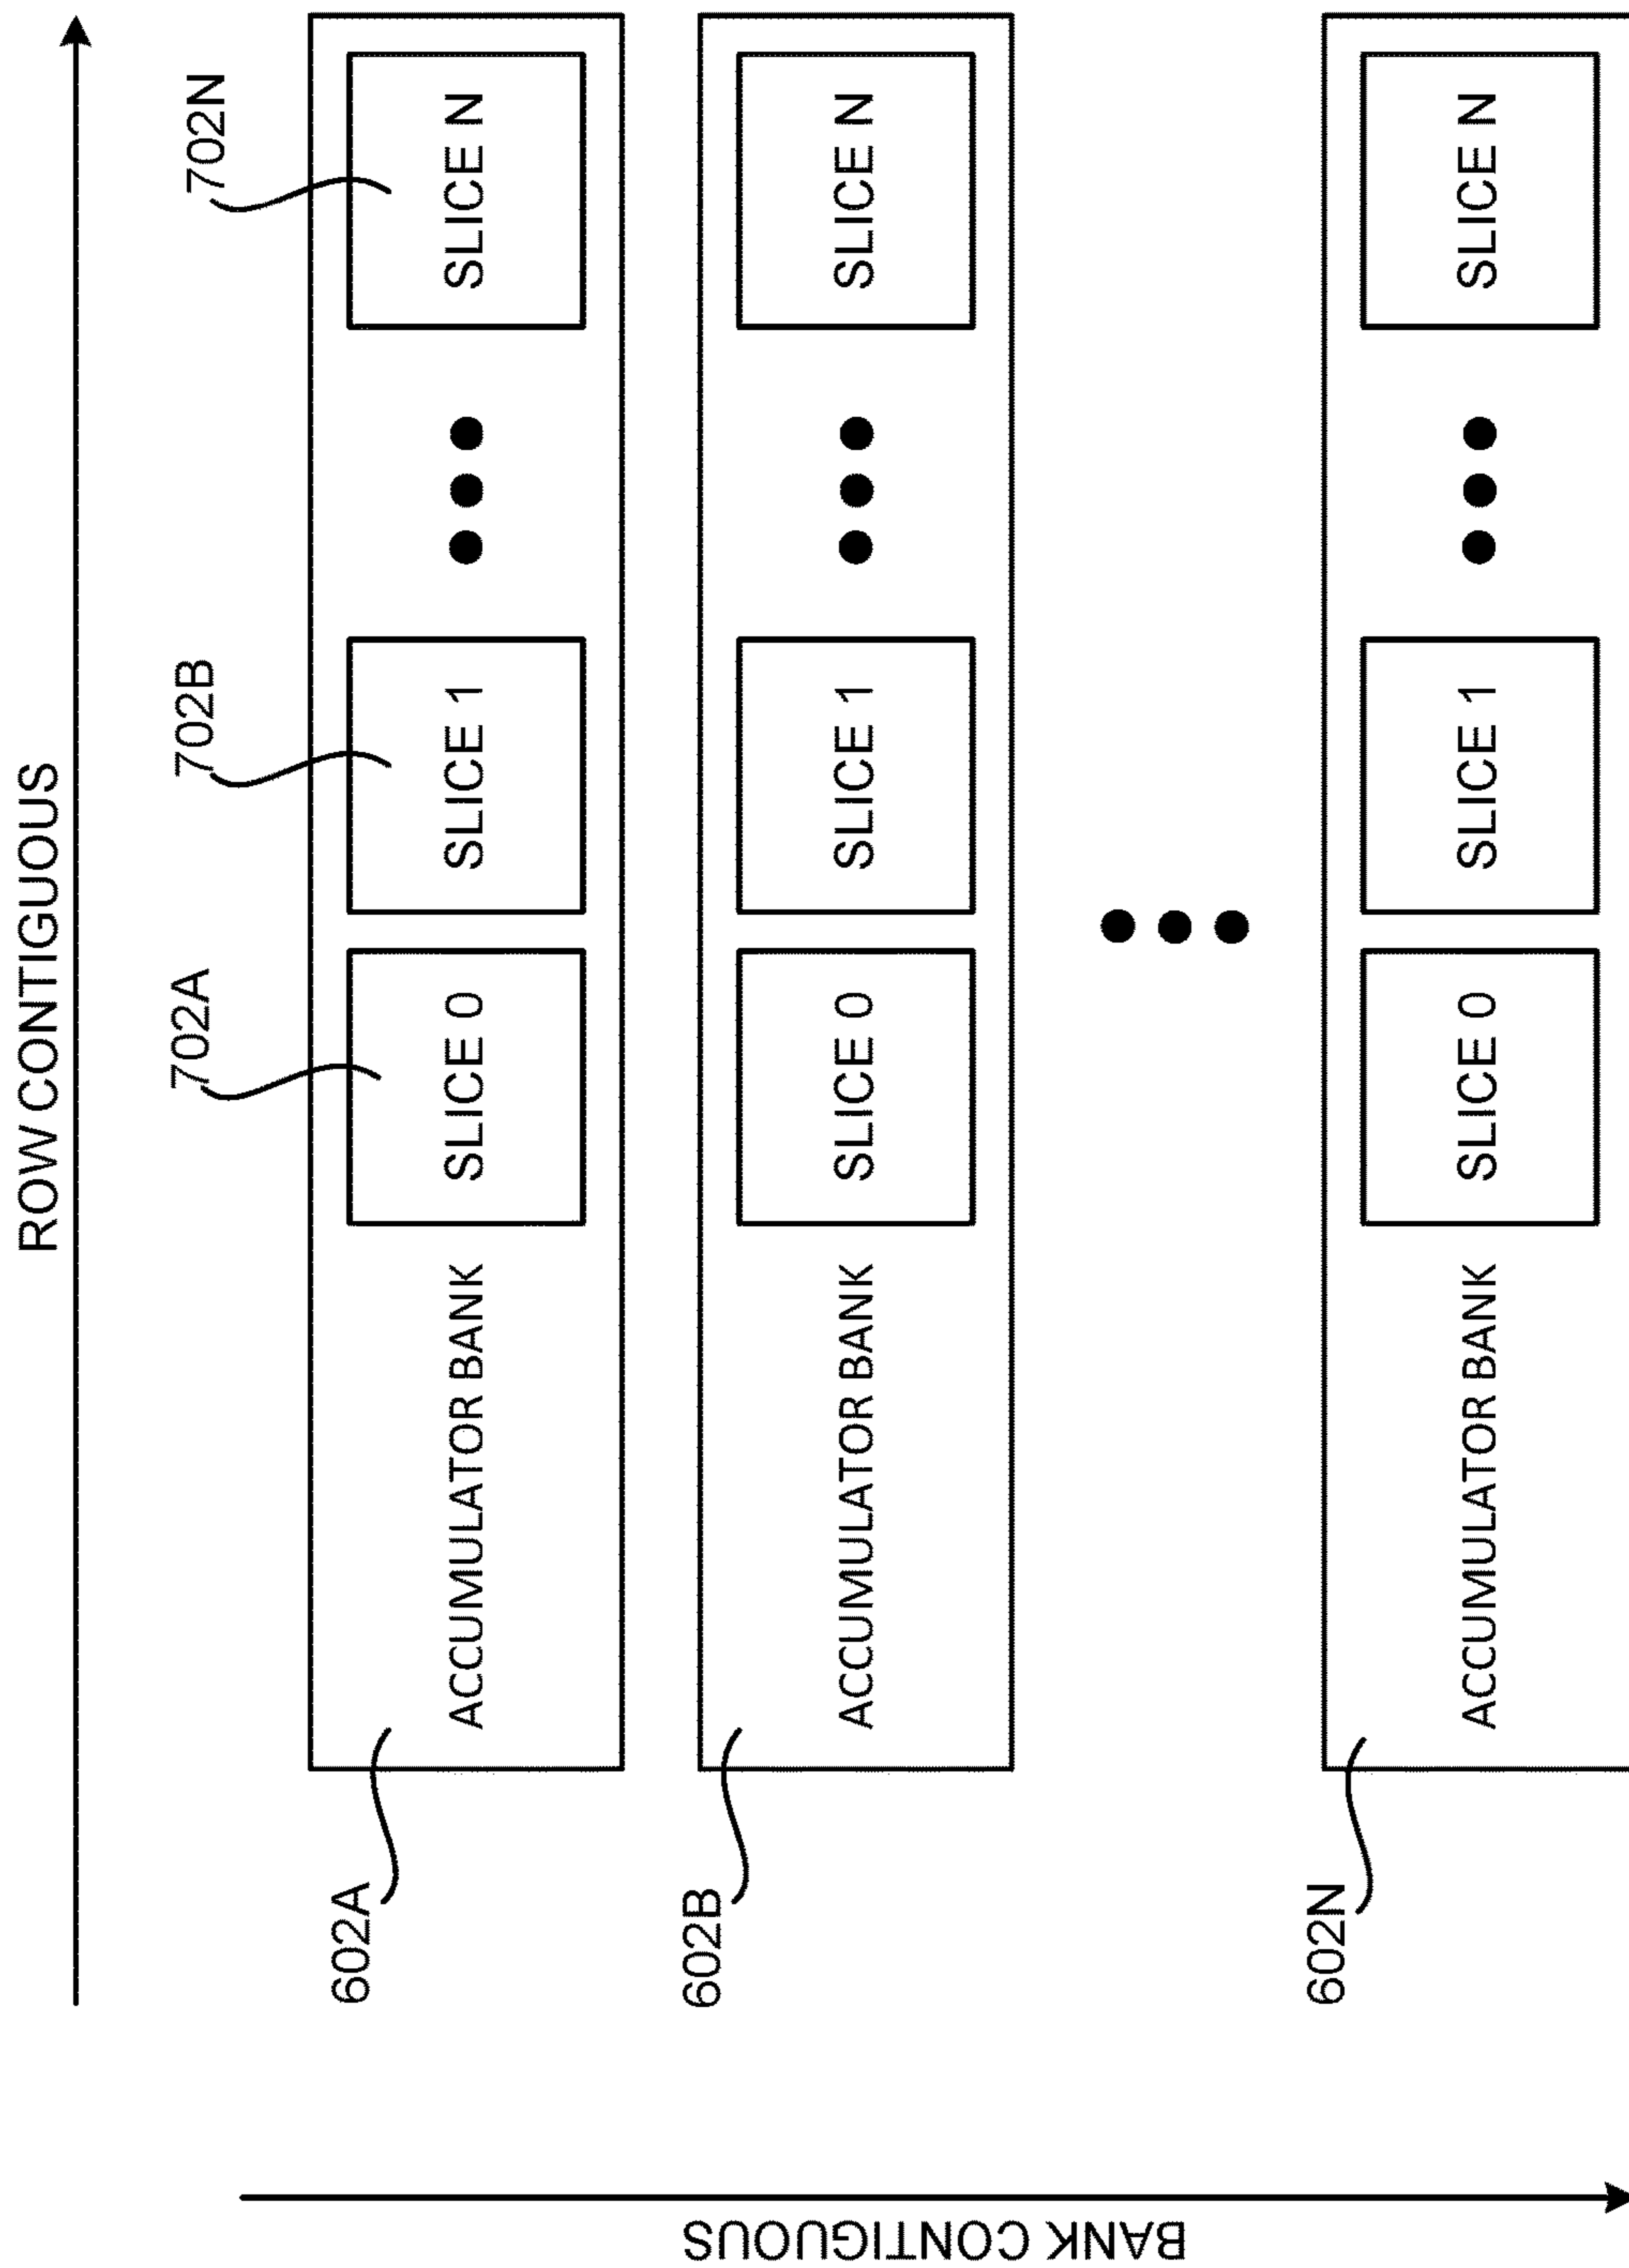 ROW CONTIGUOUS
702A
702B
702N
602A
ACCUMULATOR BANK
SLICE 0
SLICE 1
SLICE N
602B
ACCUMULATOR BANK
SLICE 0
SLICE 1
SLICE N
602N
ACCUMULATOR BANK
SLICE 0
SLICE 1
SLICE N
BANK CONTIGUOUS